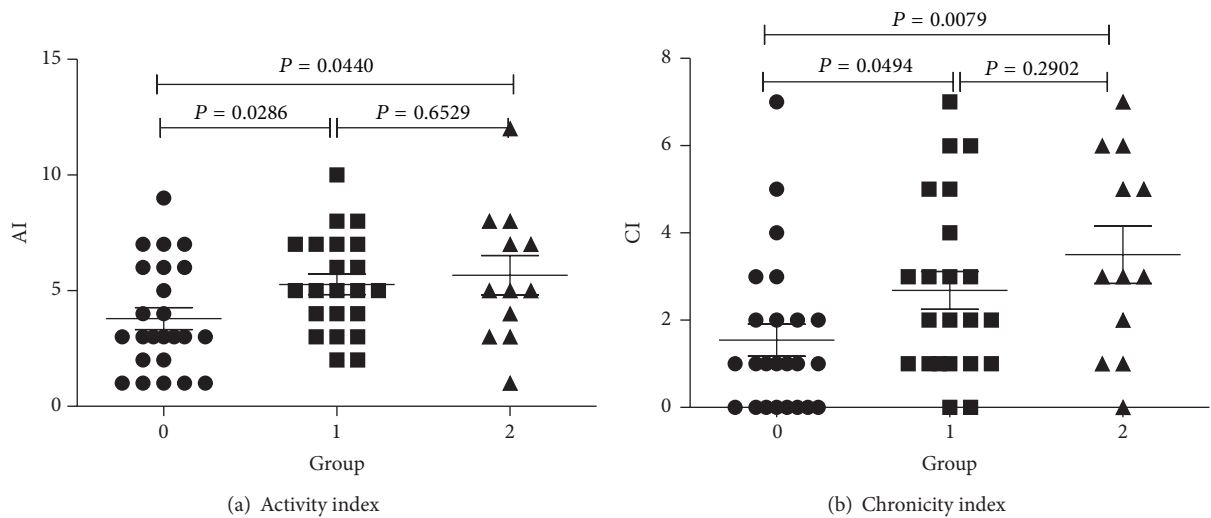 P = 0.0440
P = 0.0286
P = 0.6529
15
10
5
0
AI
0
1
2
Group
(a) Activity index
P = 0.0079
P = 0.0494
P = 0.2902
8
6
4
2
0
CI
0
1
2
Group
(b) Chronicity index